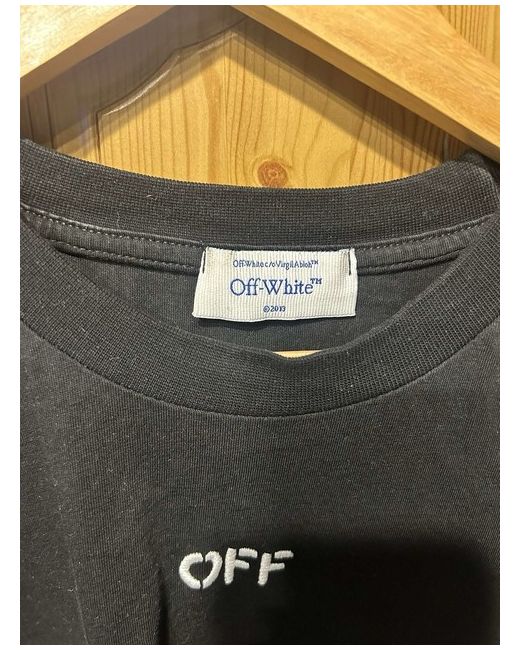 Off-White c/o Virgil Abloh™
Off-White™
©2013
OFF